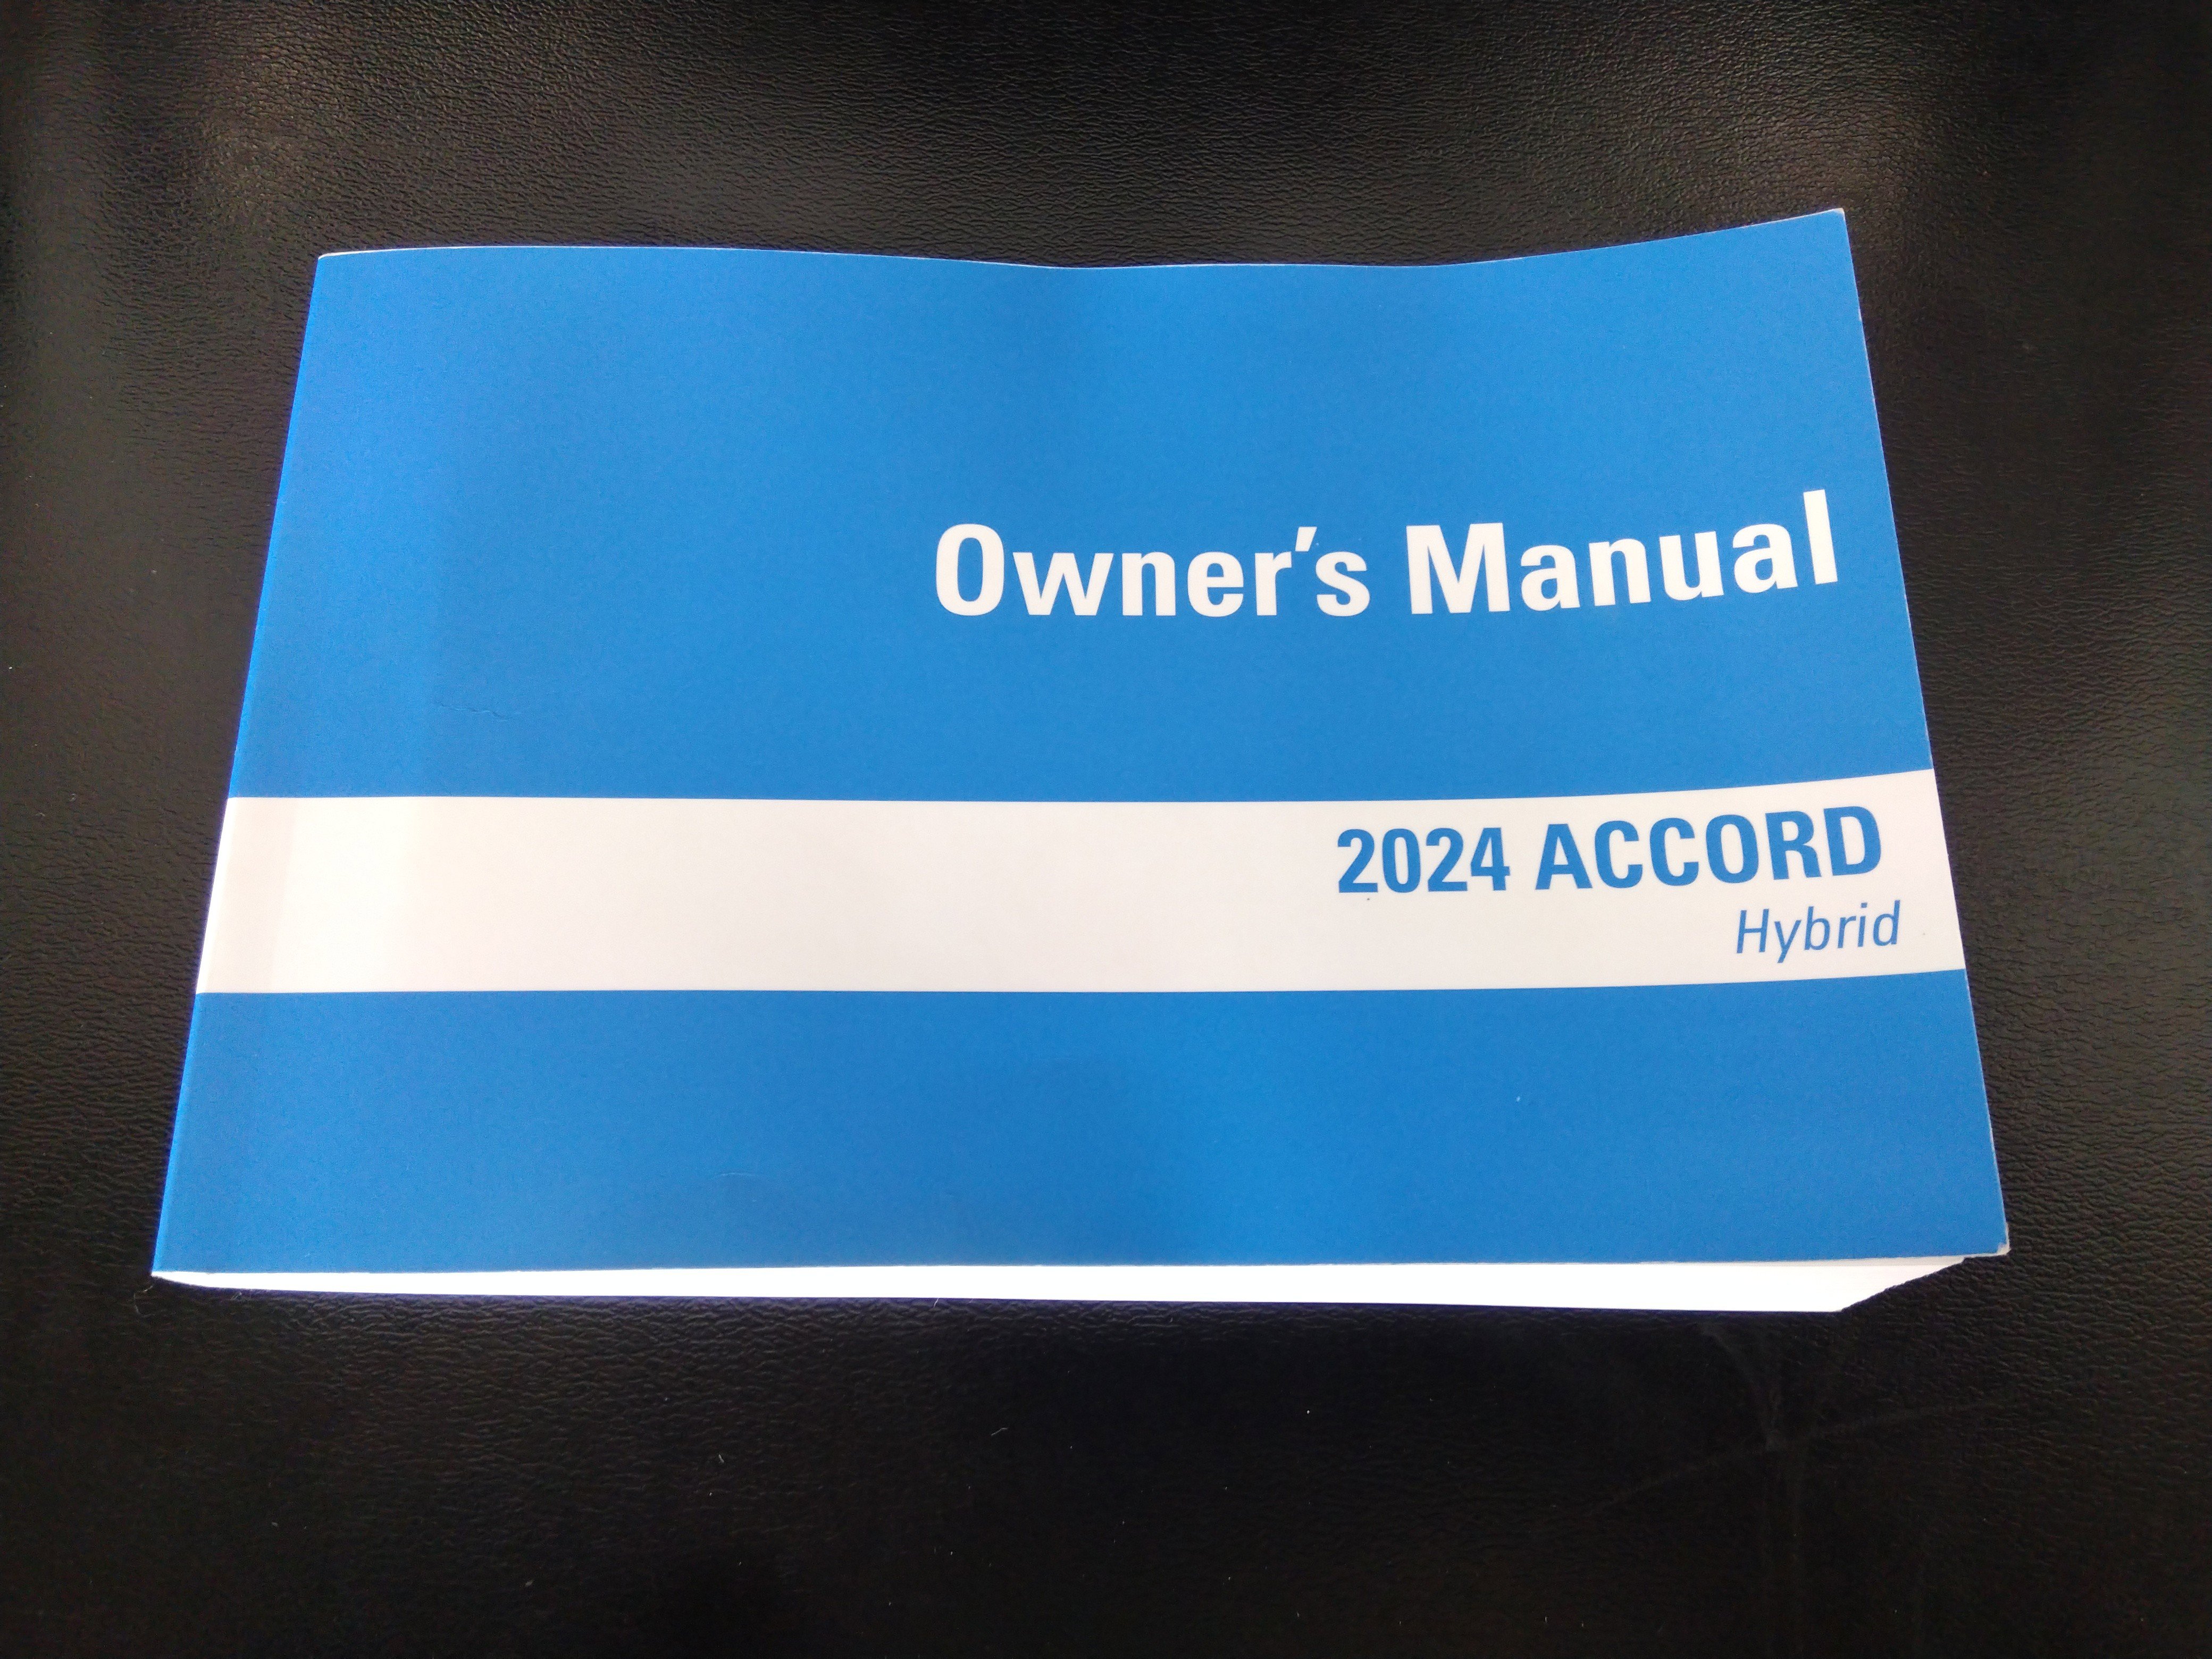 Owner's Manual
2024 ACCORD
Hybrid